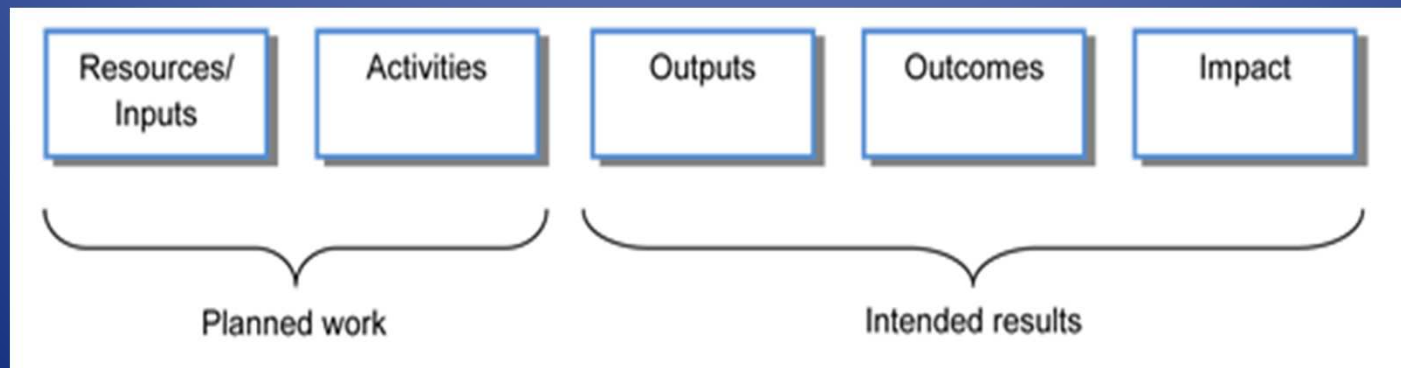 Resources/
Inputs
Activities
Outputs
Outcomes
Impact
Planned work
Intended results